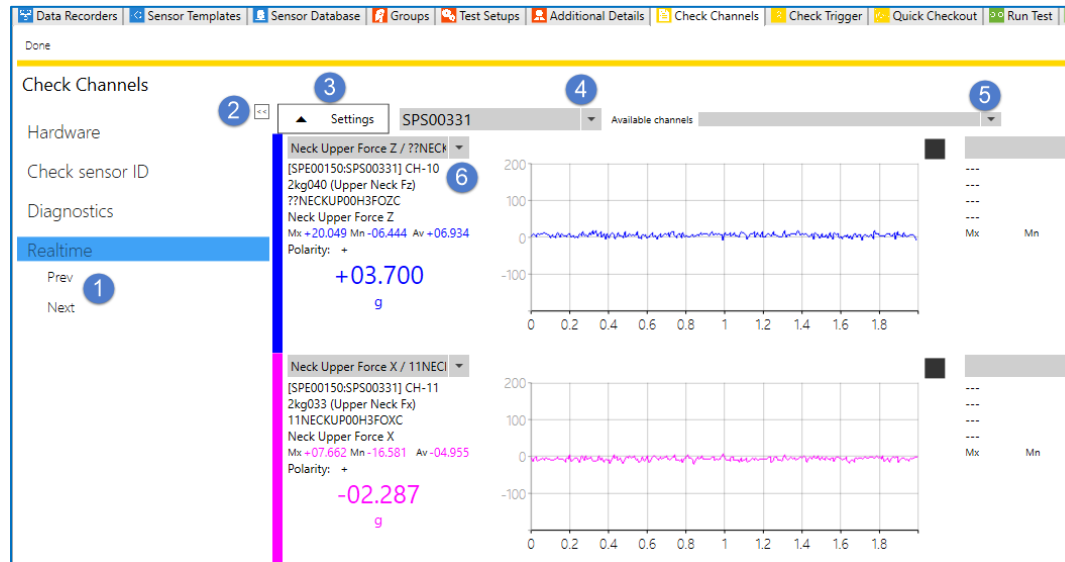 Data Recorders Sensor Templates Sensor Database Groups Test Setups Additional Details Check Channels Check Trigger Quick Checkout Run Test
Done
Check Channels
Hardware
Check sensor ID
Diagnostics
Realtime
Prev
Next
1
2
<<
3
Settings
4
SPS00331
Available channels
5
Neck Upper Force Z / ??NECK
6
[SPE00150:SPS00331] CH-10
2kg040 (Upper Neck Fz)
??NECKUP00H3FOZC
Neck Upper Force Z
Mx +20.049 Mn -06.444 Av +06.934
Polarity: +
+03.700
g
200
100
0
-100
0 0.2 0.4 0.6 0.8 1 1.2 1.4 1.6 1.8
---
---
---
---
Mx Mn
Neck Upper Force X / 11NECI
[SPE00150:SPS00331] CH-11
2kg033 (Upper Neck Fx)
11NECKUP00H3FOXC
Neck Upper Force X
Mx +07.662 Mn -16.581 Av -04.955
Polarity: +
-02.287
g
200
100
0
-100
0 0.2 0.4 0.6 0.8 1 1.2 1.4 1.6 1.8
---
---
---
---
Mx Mn